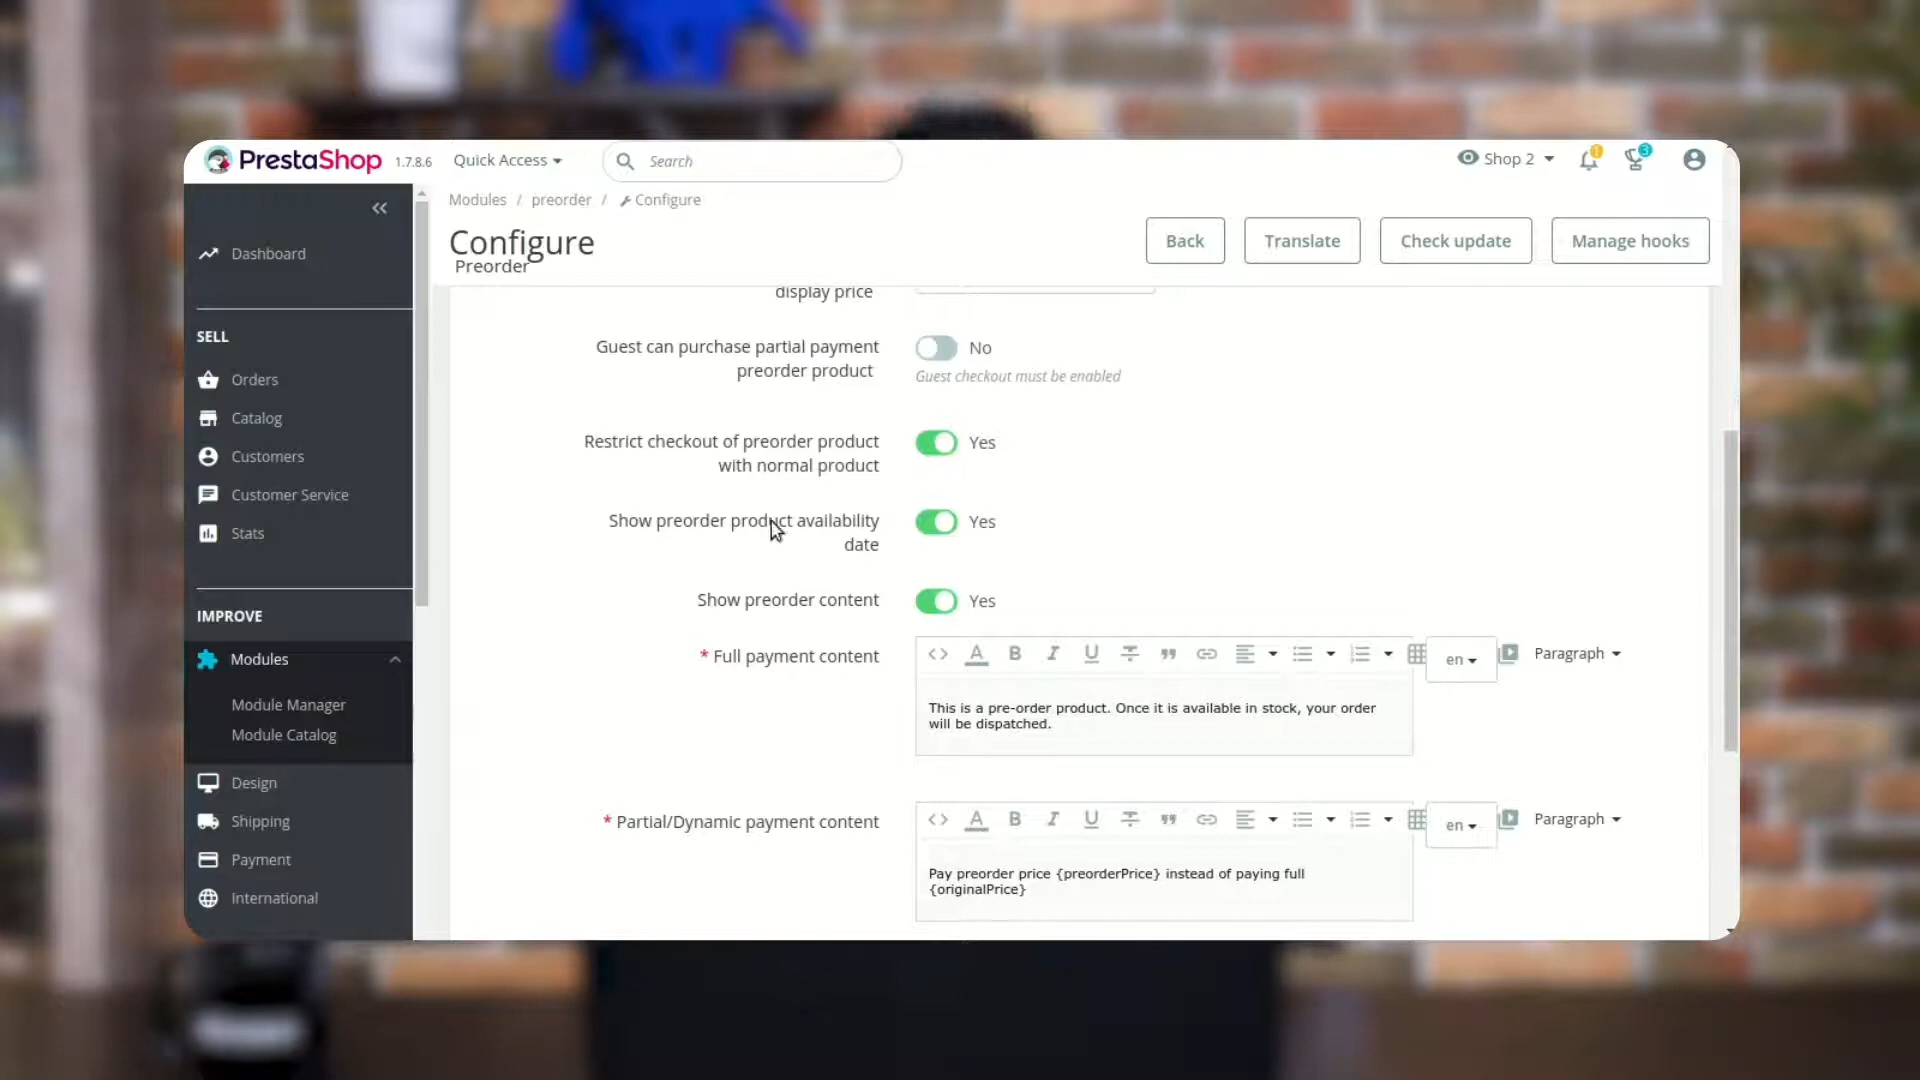 PrestaShop 1.7.8.6 Quick Access Search Shop 2 1 3
Modules / preorder / Configure
Configure
Preorder
Back Translate Check update Manage hooks
Dashboard
SELL
Orders
Catalog
Customers
Customer Service
Stats
IMPROVE
Modules
Module Manager
Module Catalog
Design
Shipping
Payment
International
display price
Guest can purchase partial payment
preorder product
No
Guest checkout must be enabled
Restrict checkout of preorder product
with normal product
Yes
Show preorder product availability
date
Yes
Show preorder content
Yes
* Full payment content
en
Paragraph
This is a pre-order product. Once it is available in stock, your order
will be dispatched.
* Partial/Dynamic payment content
en
Paragraph
Pay preorder price {preorderPrice} instead of paying full
{originalPrice}